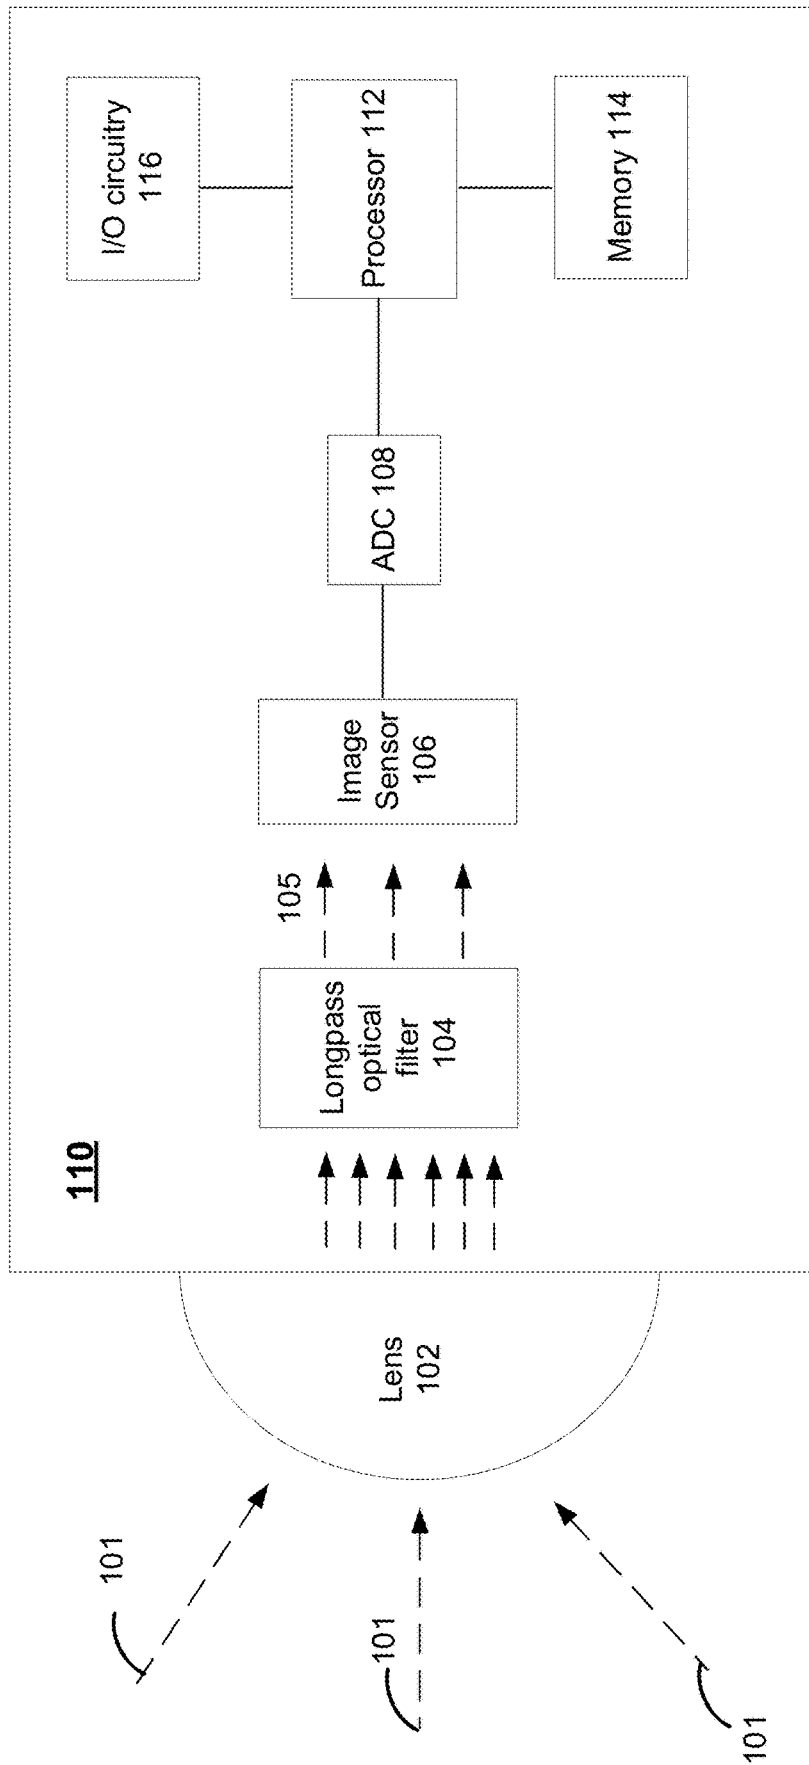 101
101
101
Lens
102
110
Longpass
optical
filter
104
105
Image
Sensor
106
ADC 108
I/O circuitry
116
Processor 112
Memory 114